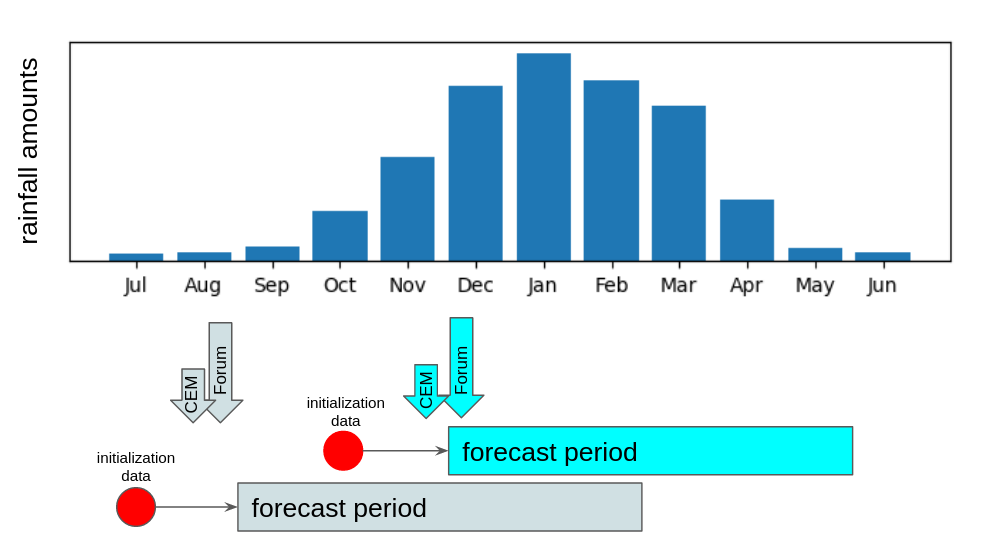 rainfall amounts
Jul Aug Sep Oct Nov Dec Jan Feb Mar Apr May Jun
CEM
Forum
CEM
Forum
initialization
data
forecast period
initialization
data
forecast period